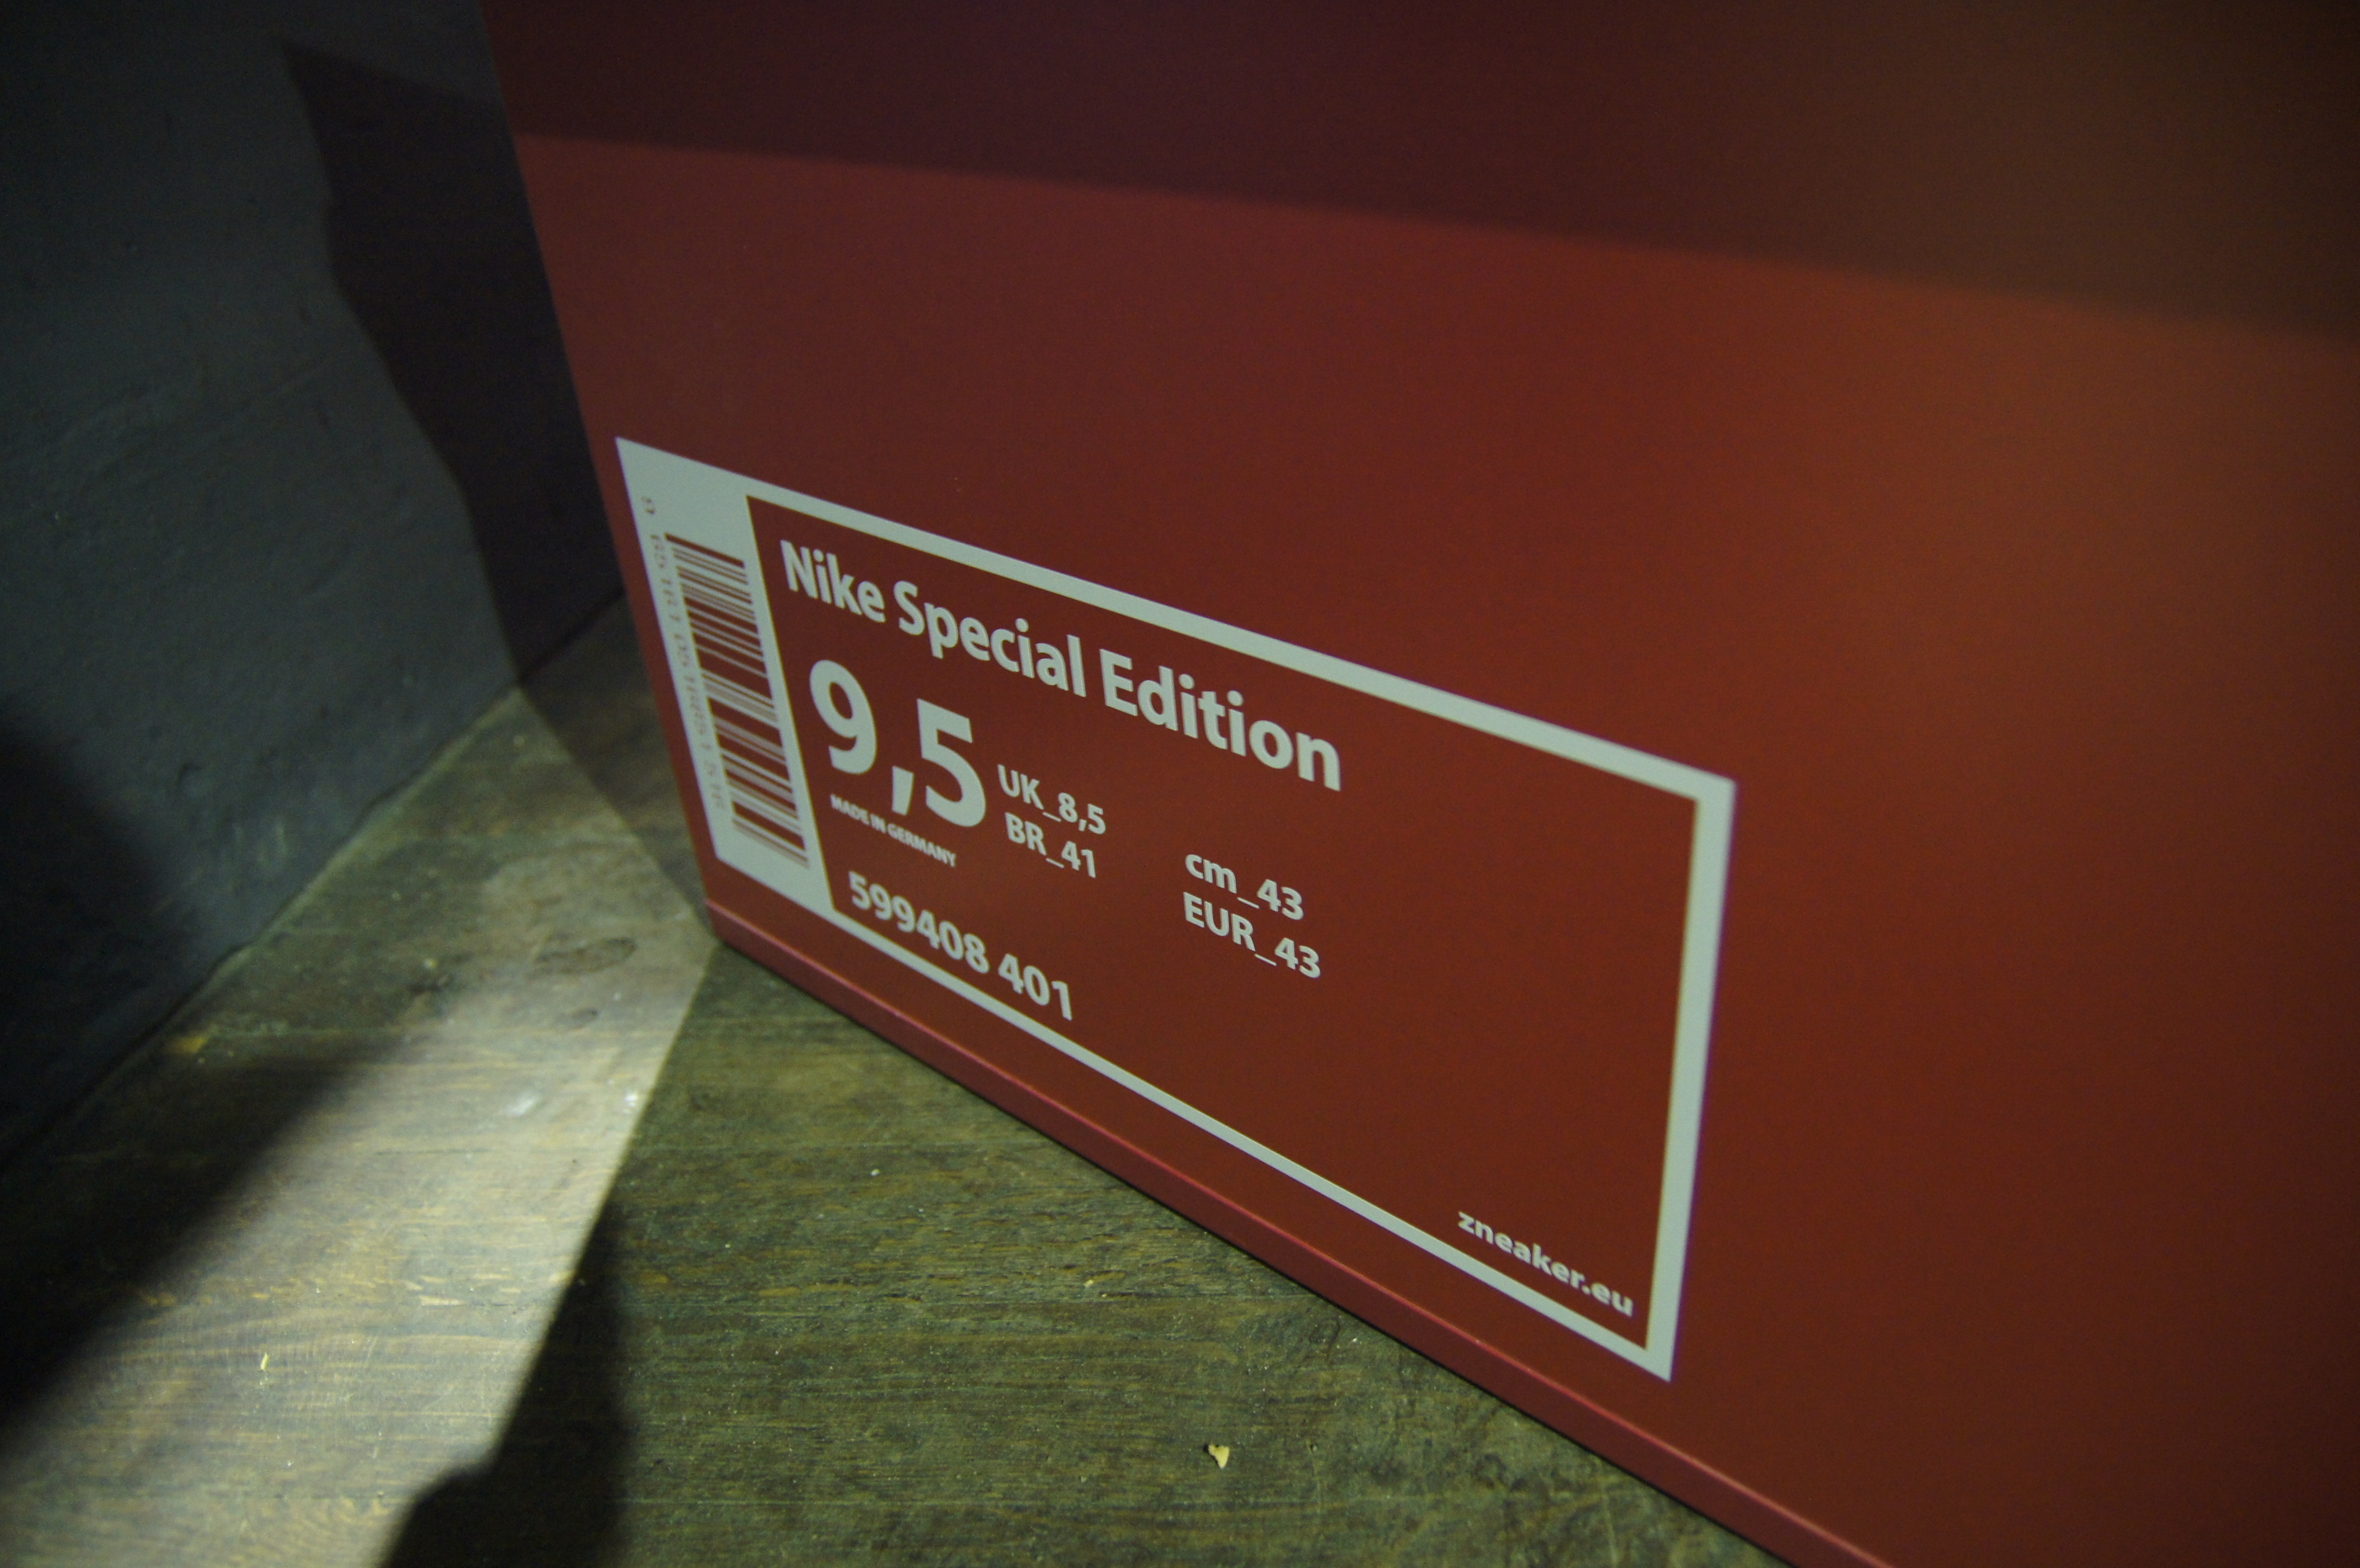 Nike Special Edition
9,5
UK_8,5
BR_41
cm_43
EUR_43
MADE IN GERMANY
599408 401
zneaker.eu